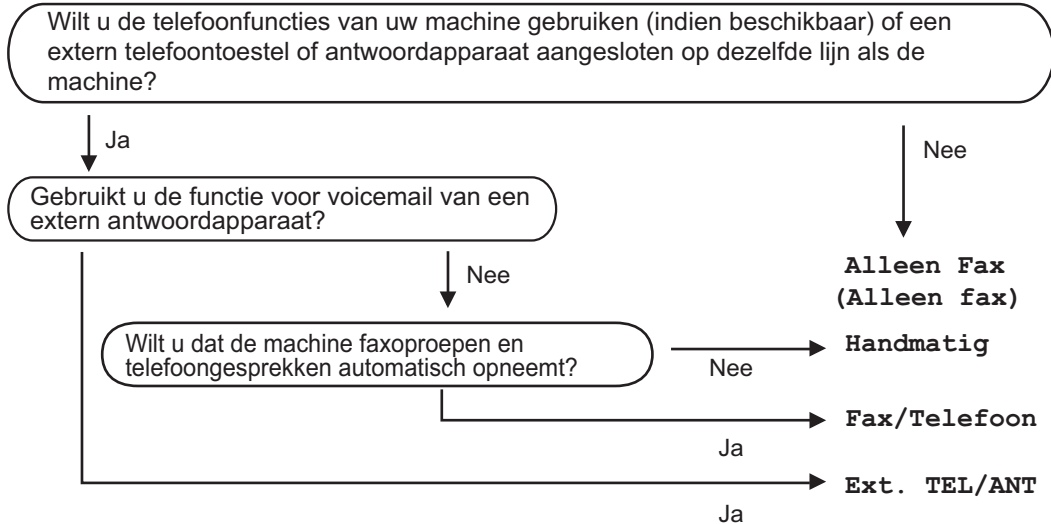 Wilt u de telefoonfuncties van uw machine gebruiken (indien beschikbaar) of een
extern telefoontoestel of antwoordapparaat aangesloten op dezelfde lijn als de
machine?
Ja
Nee
Gebruikt u de functie voor voicemail van een
extern antwoordapparaat?
Nee
Alleen Fax
(Alleen fax)
Wilt u dat de machine faxoproepen en
telefoongesprekken automatisch opneemt?
Nee
Handmatig
Ja
Fax/Telefoon
Ja
Ext. TEL/ANT